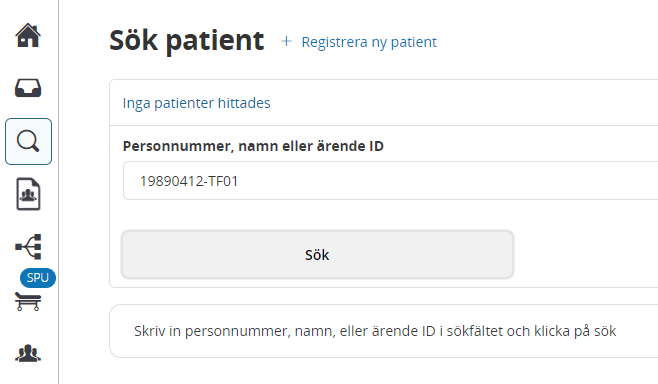 Sök patient
+ Registrera ny patient
Inga patienter hittades
Personnummer, namn eller ärende ID
19890412-TF01
Sök
SPU
Skriv in personnummer, namn, eller ärende ID i sökfältet och klicka på sök